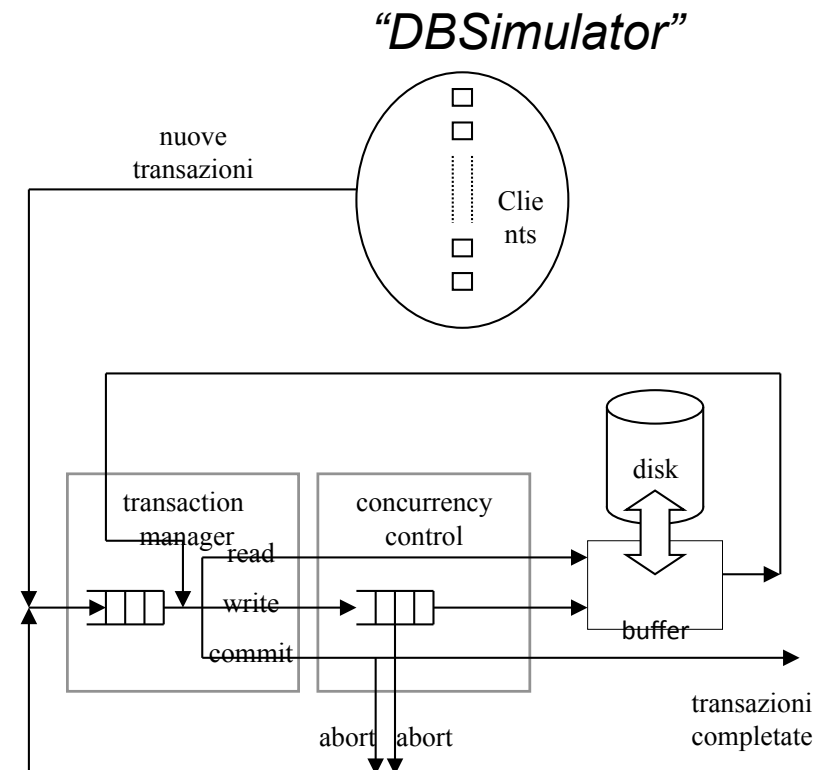 “DBSimulator”
nuove
transazioni
Clie
nts
disk
transaction
manager
concurrency
control
read
write
buffer
commit
transazioni
completate
abort
abort